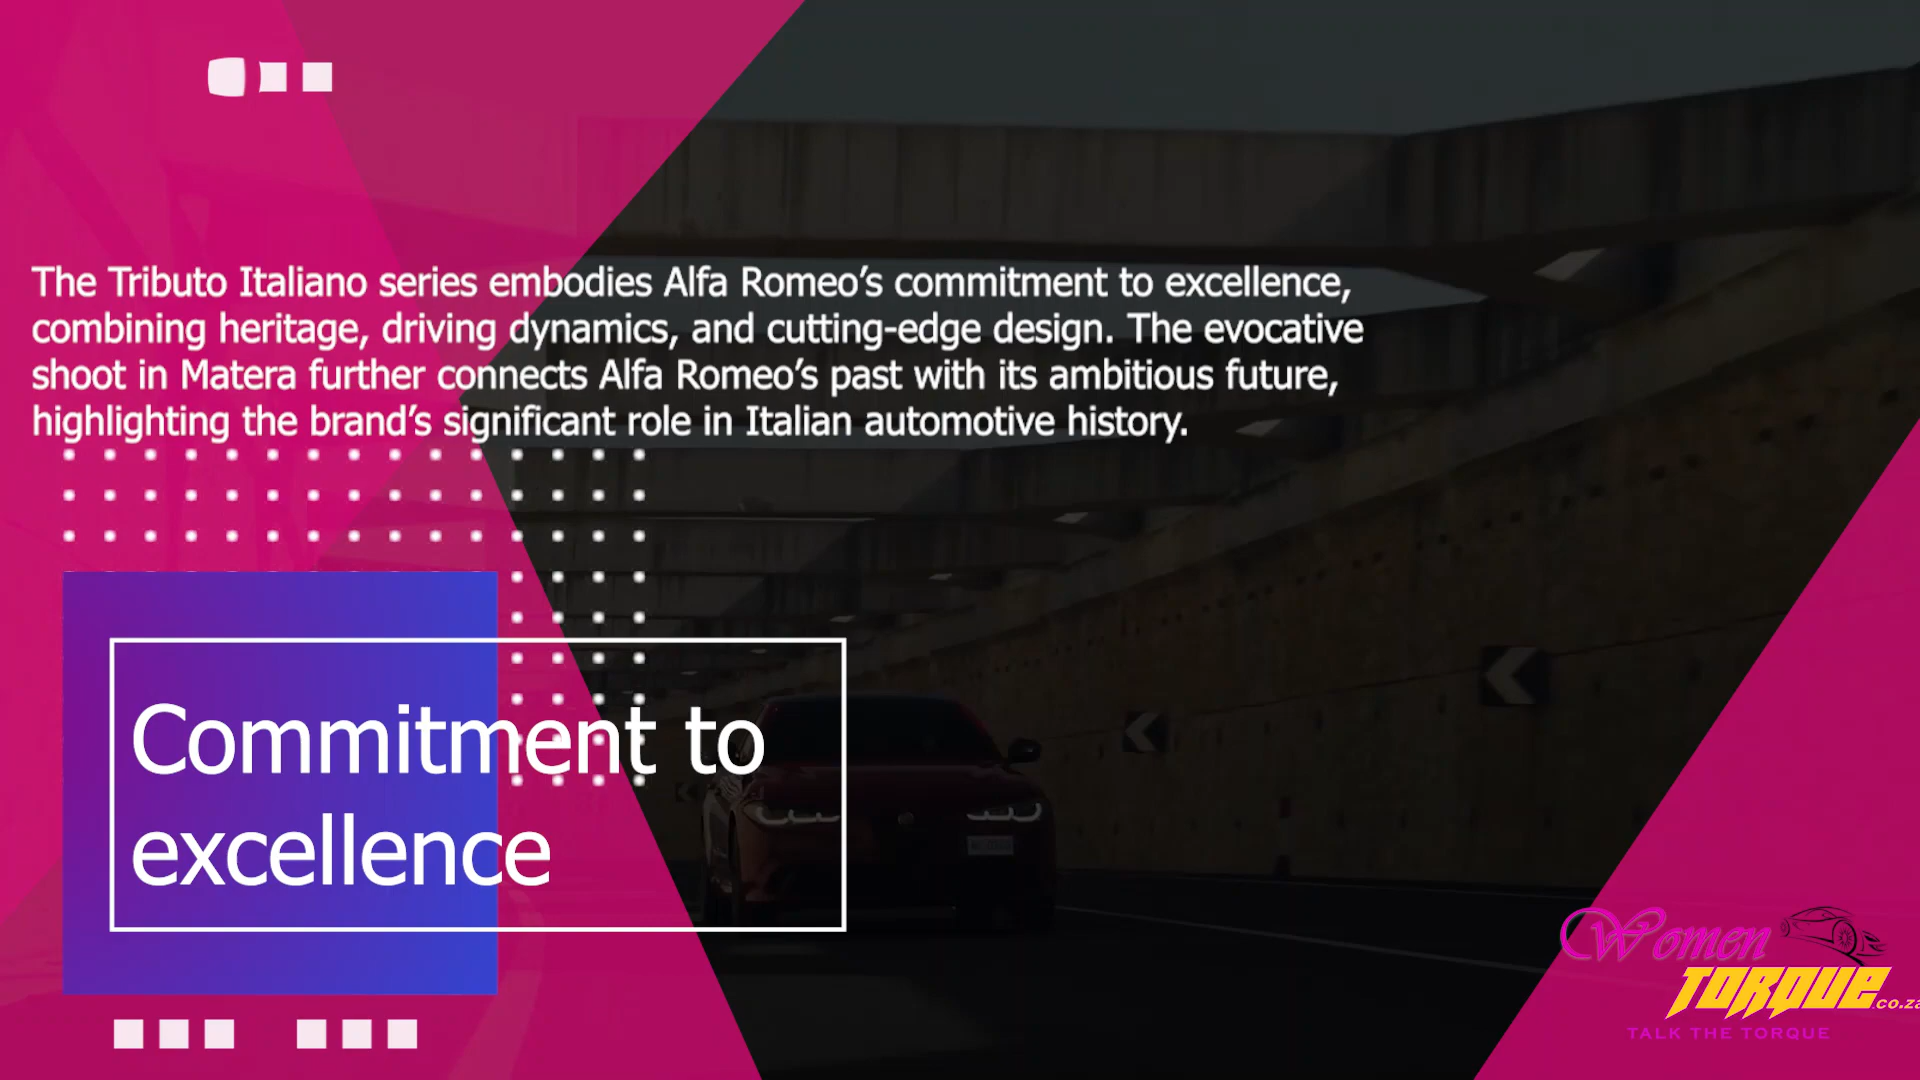 The Tributo Italiano series embodies Alfa Romeo’s commitment to excellence,
combining heritage, driving dynamics, and cutting-edge design. The evocative
shoot in Matera further connects Alfa Romeo’s past with its ambitious future,
highlighting the brand’s significant role in Italian automotive history.
Commitment to
excellence
Women
TORQUE.co.za
TALK THE TORQUE